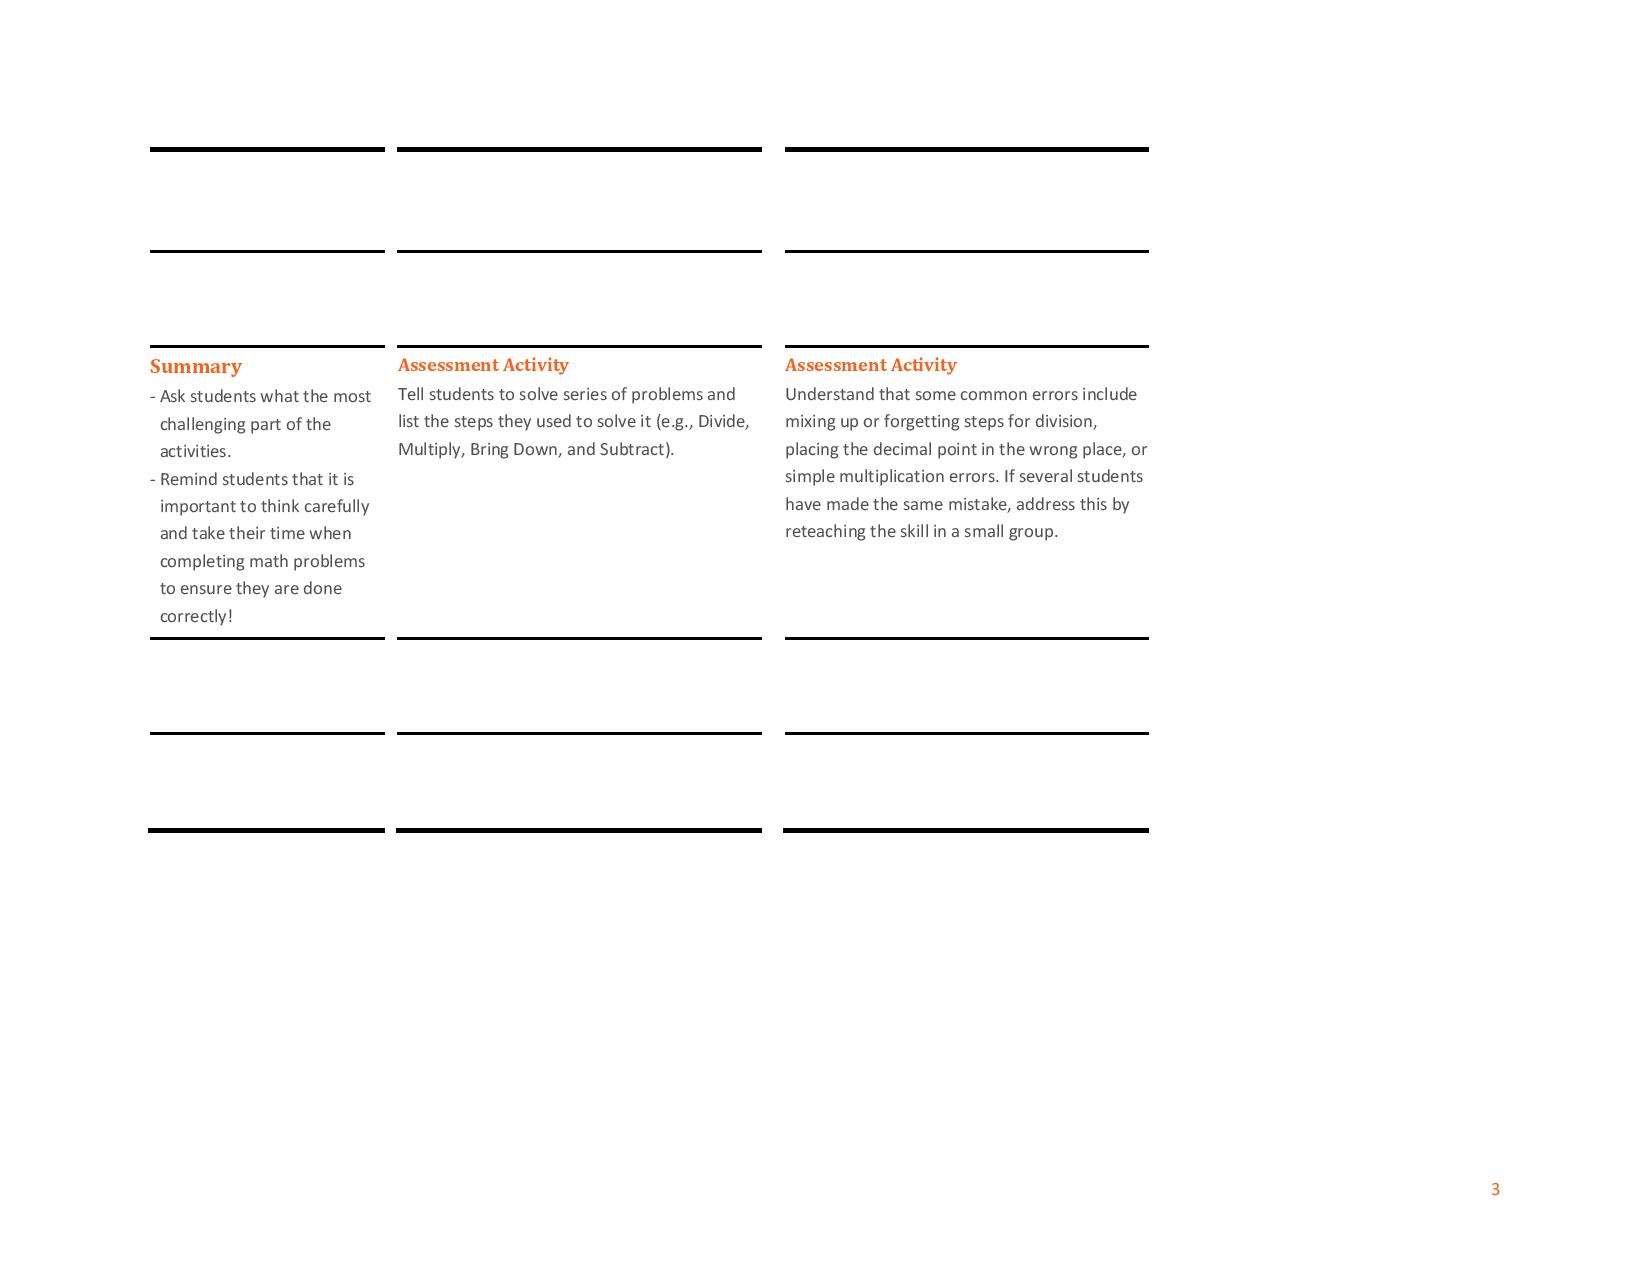 Summary
- Ask students what the most
challenging part of the
activities.
- Remind students that it is
important to think carefully
and take their time when
completing math problems
to ensure they are done
correctly!
Assessment Activity
Tell students to solve series of problems and
list the steps they used to solve it (e.g., Divide,
Multiply, Bring Down, and Subtract).
Assessment Activity
Understand that some common errors include
mixing up or forgetting steps for division,
placing the decimal point in the wrong place, or
simple multiplication errors. If several students
have made the same mistake, address this by
reteaching the skill in a small group.
3